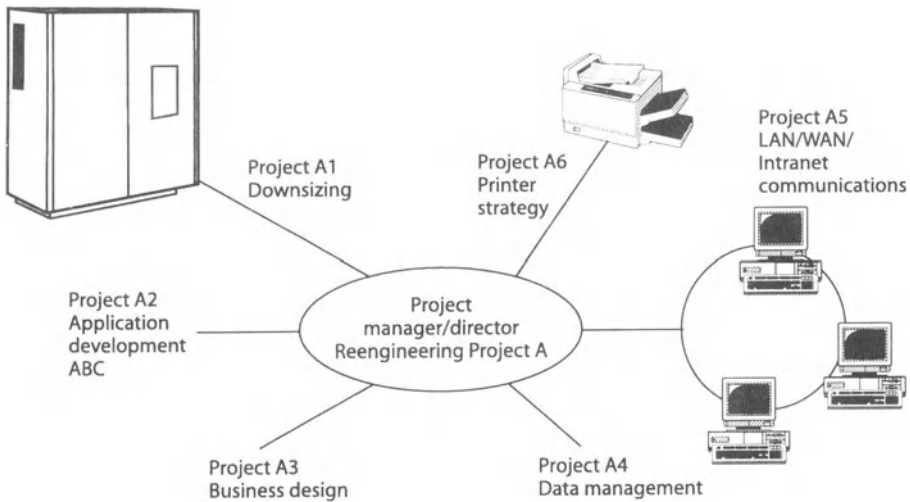 Project A1
Downsizing
Project A6
Printer
strategy
Project A5
LAN/WAN/
Intranet
communications
Project A2
Application
development
ABC
Project
manager/director
Reengineering Project A
Project A3
Business design
Project A4
Data management